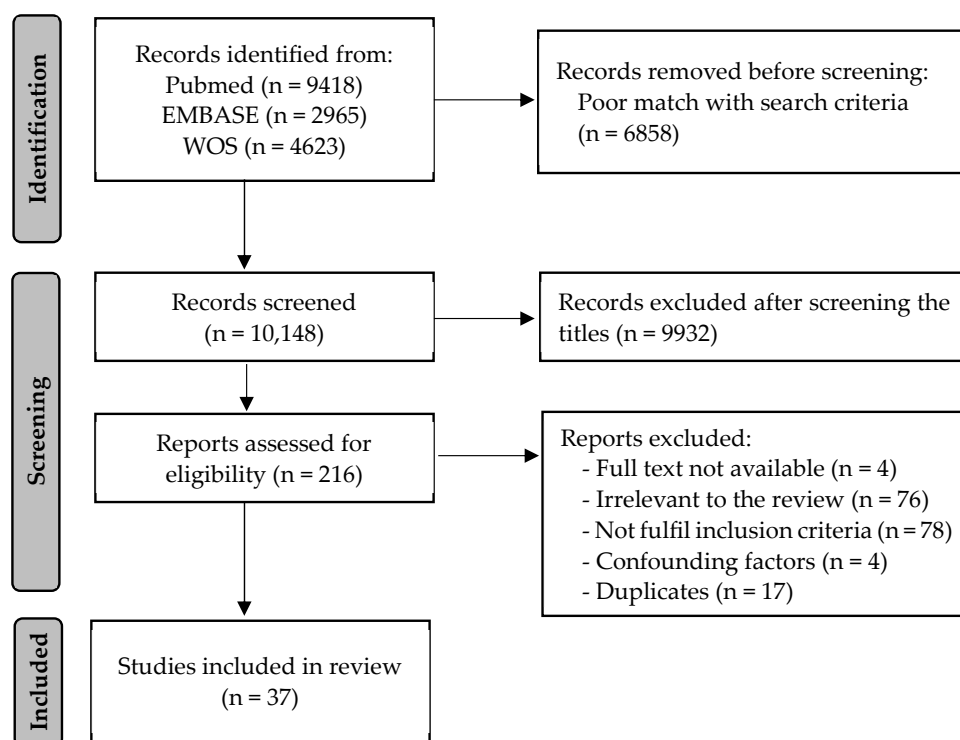 Identification
Records identified from:
Pubmed (n = 9418)
EMBASE (n = 2965)
WOS (n = 4623)
Records removed before screening:
Poor match with search criteria
(n = 6858)
Screening
Records screened
(n = 10,148)
Records excluded after screening the
titles (n = 9932)
Reports assessed for
eligibility (n = 216)
Reports excluded:
- Full text not available (n = 4)
- Irrelevant to the review (n = 76)
- Not fulfil inclusion criteria (n = 78)
- Confounding factors (n = 4)
- Duplicates (n = 17)
Included
Studies included in review
(n = 37)